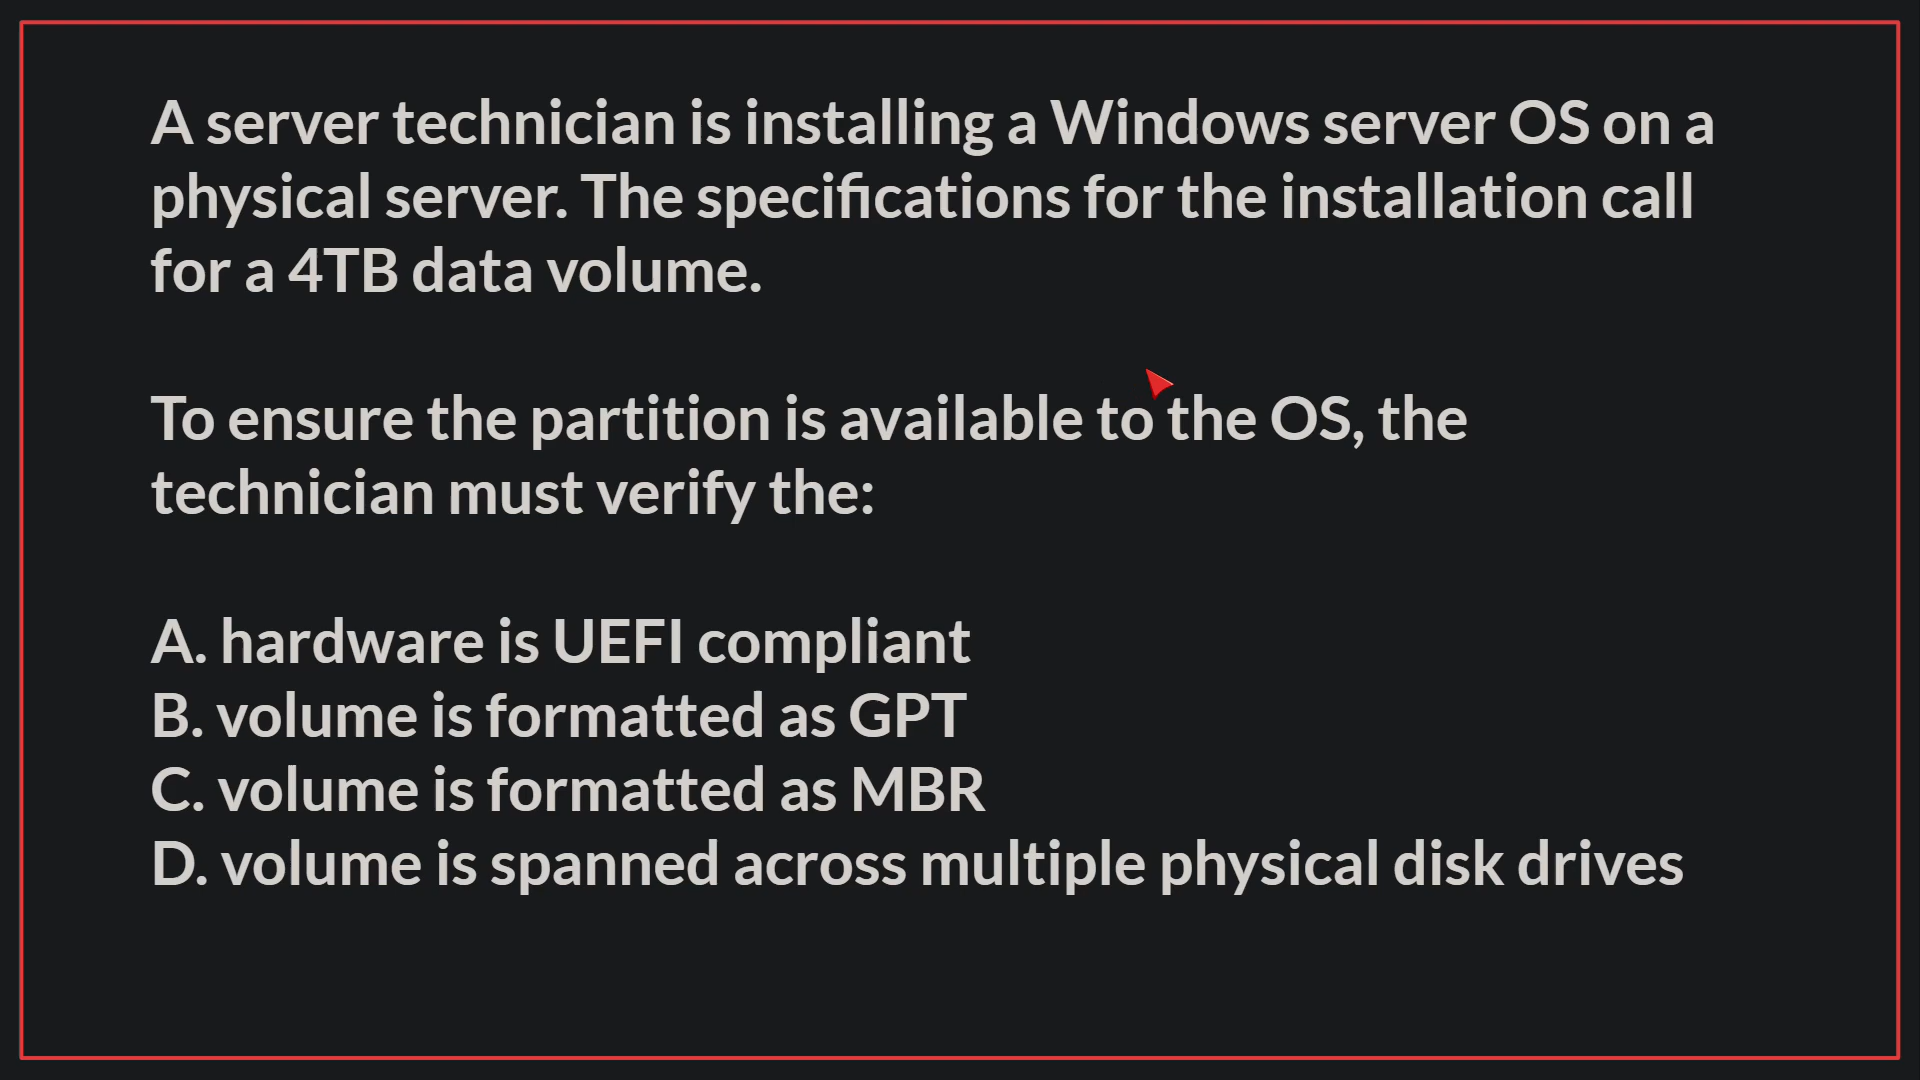 A server technician is installing a Windows server OS on a
physical server. The specifications for the installation call
for a 4TB data volume.
To ensure the partition is available to the OS, the
technician must verify the:
A. hardware is UEFI compliant
B. volume is formatted as GPT
C. volume is formatted as MBR
D. volume is spanned across multiple physical disk drives